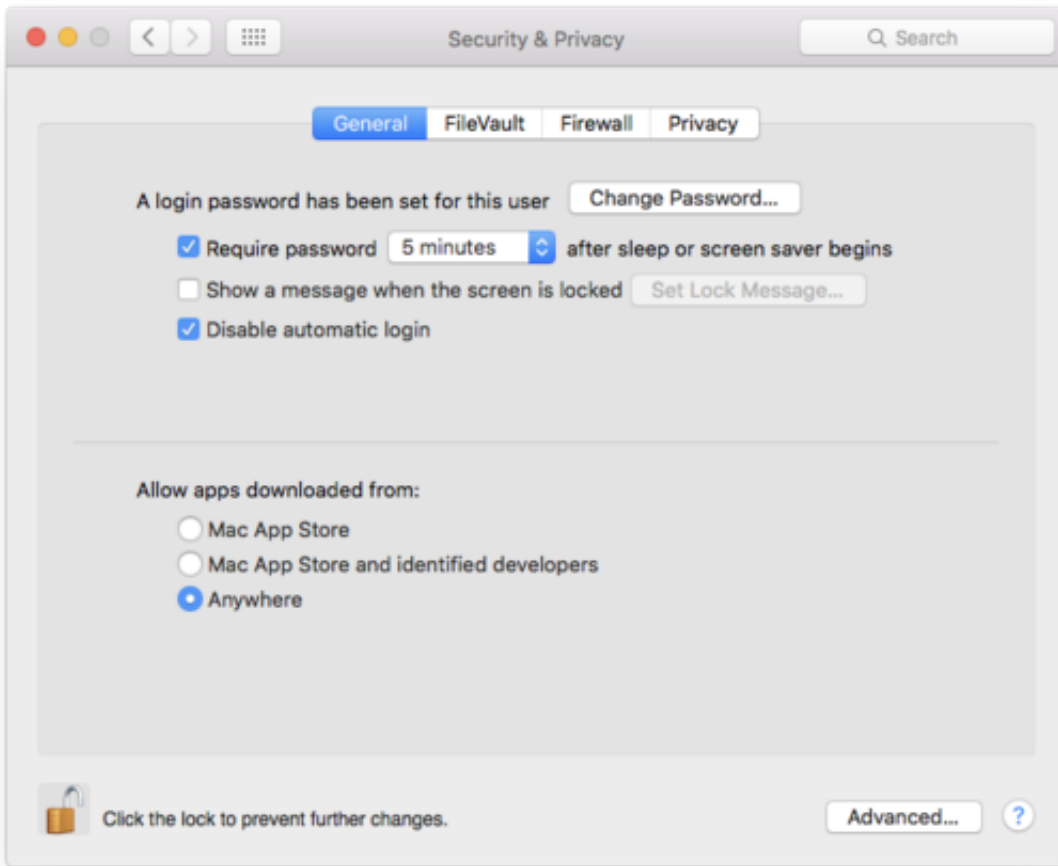 Security & Privacy
Search
General FileVault Firewall Privacy
A login password has been set for this user Change Password...
Require password 5 minutes after sleep or screen saver begins
Show a message when the screen is locked Set Lock Message...
Disable automatic login
Allow apps downloaded from:
Mac App Store
Mac App Store and identified developers
Anywhere
Click the lock to prevent further changes.
Advanced... ?